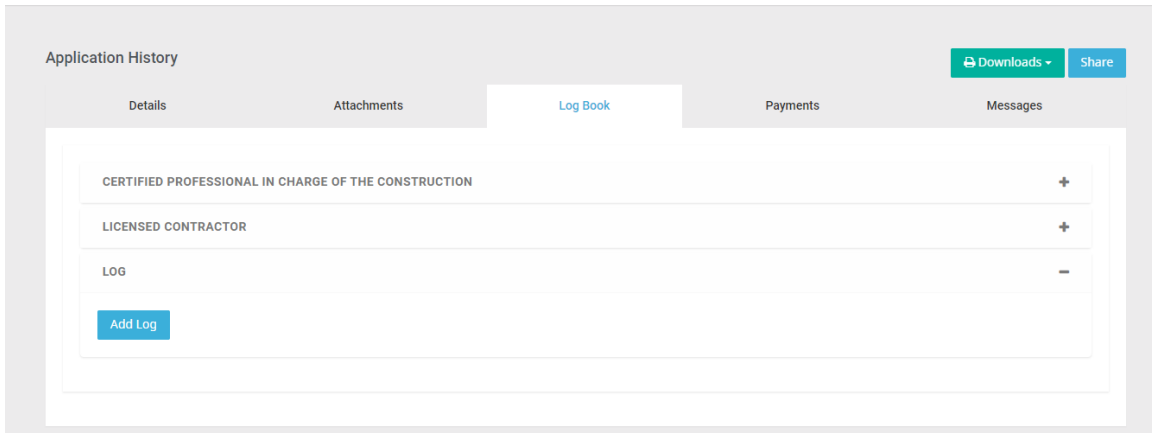 Application History
Downloads
Share
Details
Attachments
Log Book
Payments
Messages
CERTIFIED PROFESSIONAL IN CHARGE OF THE CONSTRUCTION
LICENSED CONTRACTOR
LOG
Add Log